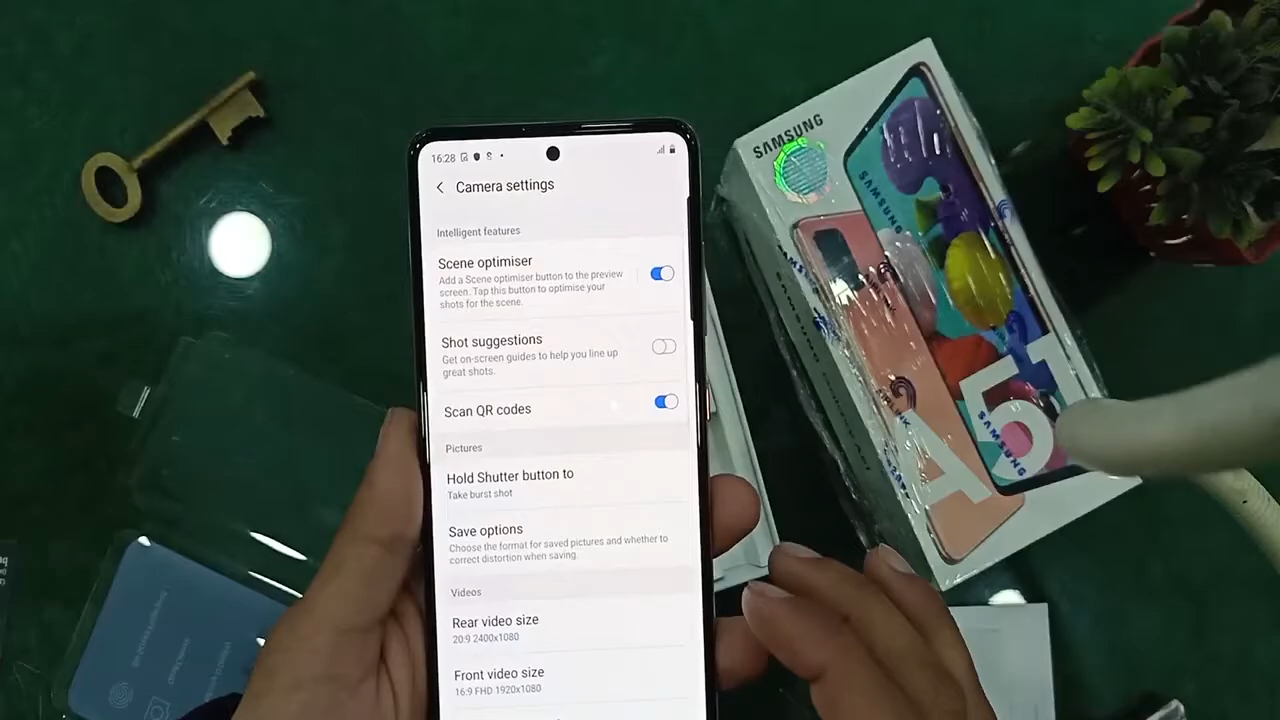 16:28
Camera settings
Intelligent features
Scene optimiser
Add a Scene optimiser button to the preview
screen. Tap this button to optimise your
shots for the scene.
Shot suggestions
Get on-screen guides to help you line up
great shots.
Scan QR codes
Pictures
Hold Shutter button to
Take burst shot
Save options
Choose the format for saved pictures and whether to
correct distortion when saving.
Videos
Rear video size
20:9 2400x1080
Front video size
16:9 FHD 1920x1080
SAMSUNG
SAMSUNG
A51
SAMSUNG